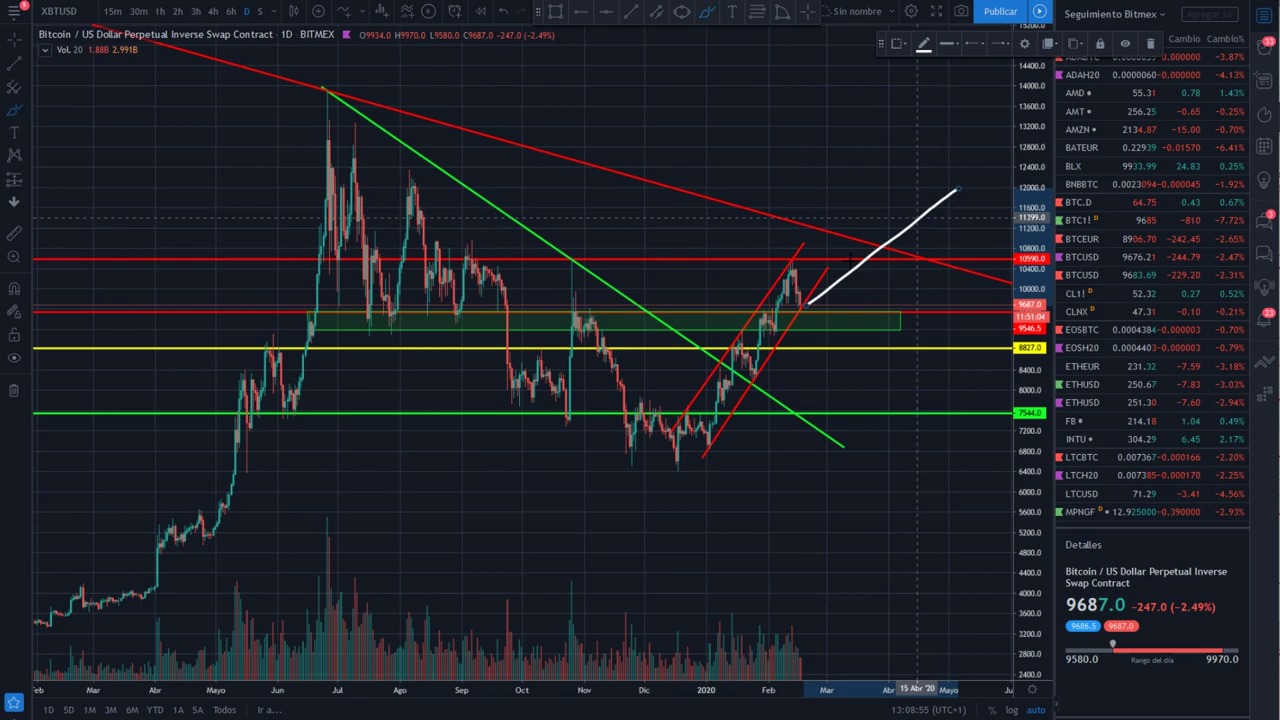 XBTUSD 15m 30m 1h 2h 3h 4h 6h D S Sin nombre Publicar
Bitcoin / US Dollar Perpetual Inverse Swap Contract · 1D · BITMEX O9934.0 H9970.0 L9580.0 C9687.0 -247.0 (-2.49%)
Vol. 20 1.88B 2.991B
14400.0
14000.0
13600.0
13200.0
12800.0
12400.0
12000.0
11600.0
11399.0
11200.0
10800.0
10590.0
10400.0
10000.0
9687.0
11:51:04
9546.5
8827.0
8400.0
8000.0
7544.0
7200.0
6800.0
6400.0
6000.0
5600.0
5200.0
4800.0
4400.0
4000.0
3600.0
3200.0
2800.0
2400.0
Feb Mar Abr May Jun Jul Ago Sep Oct Nov Dic 2020 Feb Mar Abr 15 Abr '20 Mayo
1D 5D 1M 3M 6M YTD 1A 5A Todos Ir a... 13:08:55 (UTC+1) % log auto
Seguimiento Bitmex Agregar sír
Cambio Cambio%
-3.87%
ADAH20 0.0000060 -0.000000 -4.13%
AMD 55.31 0.78 1.43%
AMT 256.25 -0.65 -0.25%
AMZN 2134.87 -15.00 -0.70%
BATEUR 0.22939 -0.01570 -6.41%
BLX 9933.99 24.83 0.25%
BNBBTC 0.0023094 -0.000045 -1.92%
BTC.D 64.75 0.43 0.67%
BTC1! D 9685 -810 -7.72%
BTCEUR 8906.70 -242.45 -2.65%
BTCUSD 9676.21 -244.79 -2.47%
BTCUSD 9683.69 -229.20 -2.31%
CL1! D 52.32 0.27 0.52%
CLNX 47.31 -0.10 -0.21%
EOSBTC 0.0004384 -0.000003 -0.70%
EOSH20 0.0004403 -0.000003 -0.79%
ETHEUR 231.32 -7.59 -3.18%
ETHUSD 250.67 -7.83 -3.03%
ETHUSD 251.30 -7.60 -2.94%
FB 214.18 1.04 0.49%
INTU 304.29 6.45 2.17%
LTCBTC 0.007367 -0.000166 -2.20%
LTCH20 0.007385 -0.000170 -2.25%
LTCUSD 71.29 -3.41 -4.56%
MPNGF D 12.925000 -0.390000 -2.93%
Detalles
Bitcoin / US Dollar Perpetual Inverse
Swap Contract
9687.0 -247.0 (-2.49%)
9686.5 9687.0
9580.0 Rango del día 9970.0
33
3
23